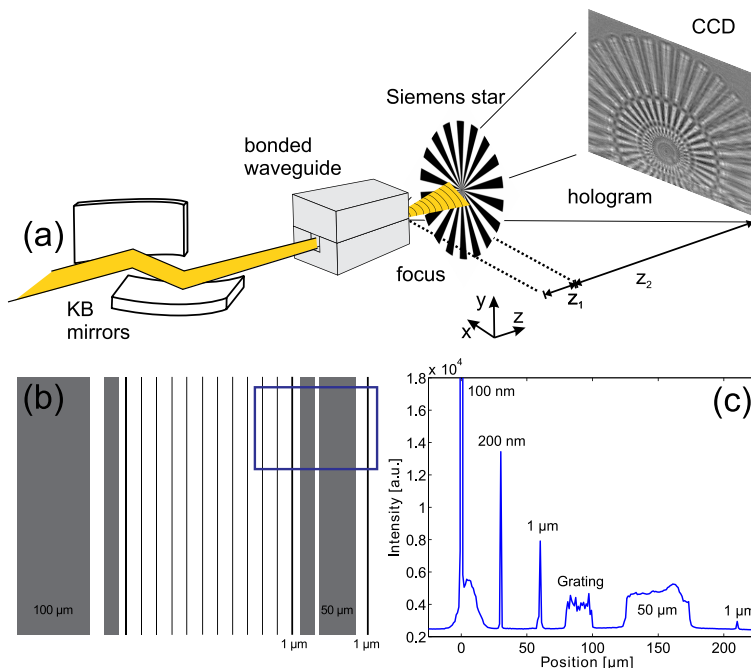 CCD
Siemens star
bonded
waveguide
hologram
(a)
focus
z₁
z₂
KB
mirrors
y
x
z
(b)
100 µm
50 µm
1 µm
1 µm
(c)
x 10⁴
1.8
1.6
1.4
1.2
1
0.8
0.6
0.4
0.2
Intensity [a.u.]
100 nm
200 nm
1 µm
Grating
50 µm
1 µm
0
50
100
150
200
Position [µm]